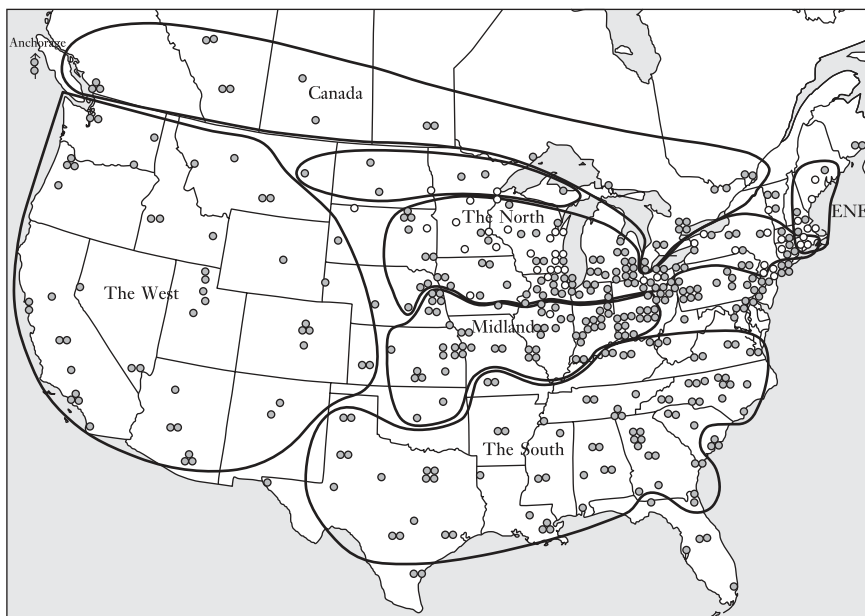 Anchorage
Canada
The North
ENE
The West
Midland
The South